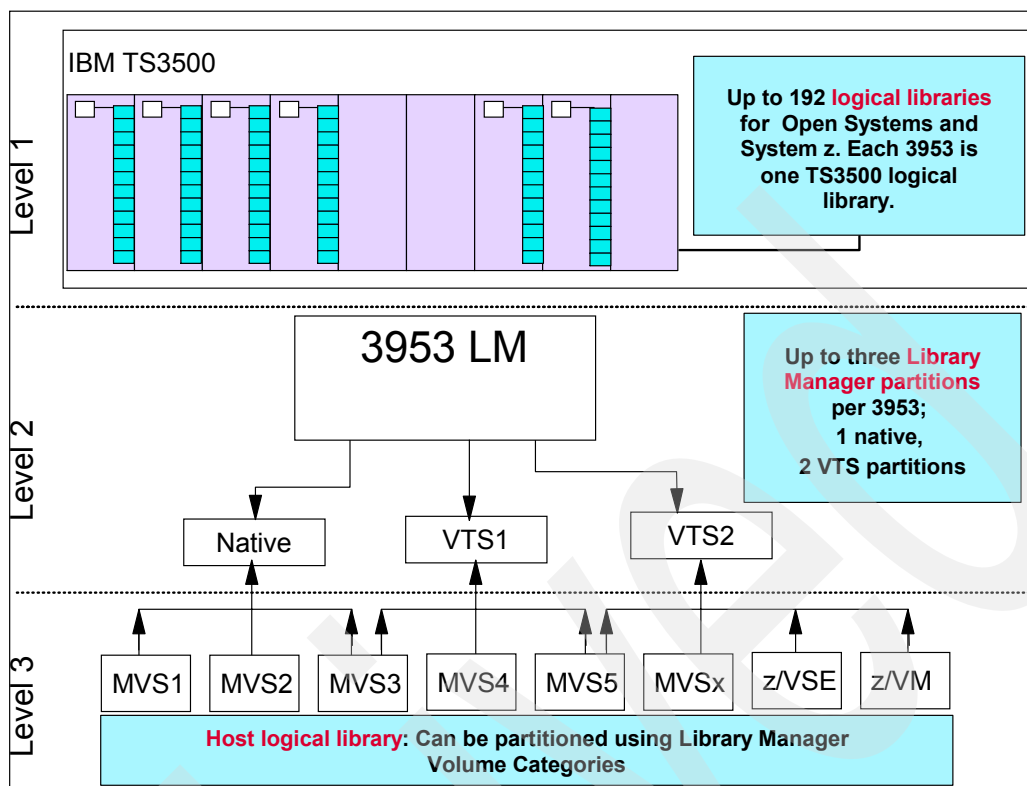 IBM TS3500
Up to 192 logical libraries
for Open Systems and
System z. Each 3953 is
one TS3500 logical
library.
Level 1
3953 LM
Up to three Library
Manager partitions
per 3953;
1 native,
2 VTS partitions
Level 2
Native
VTS1
VTS2
Level 3
MVS1
MVS2
MVS3
MVS4
MVS5
MVSx
z/VSE
z/VM
Host logical library: Can be partitioned using Library Manager
Volume Categories